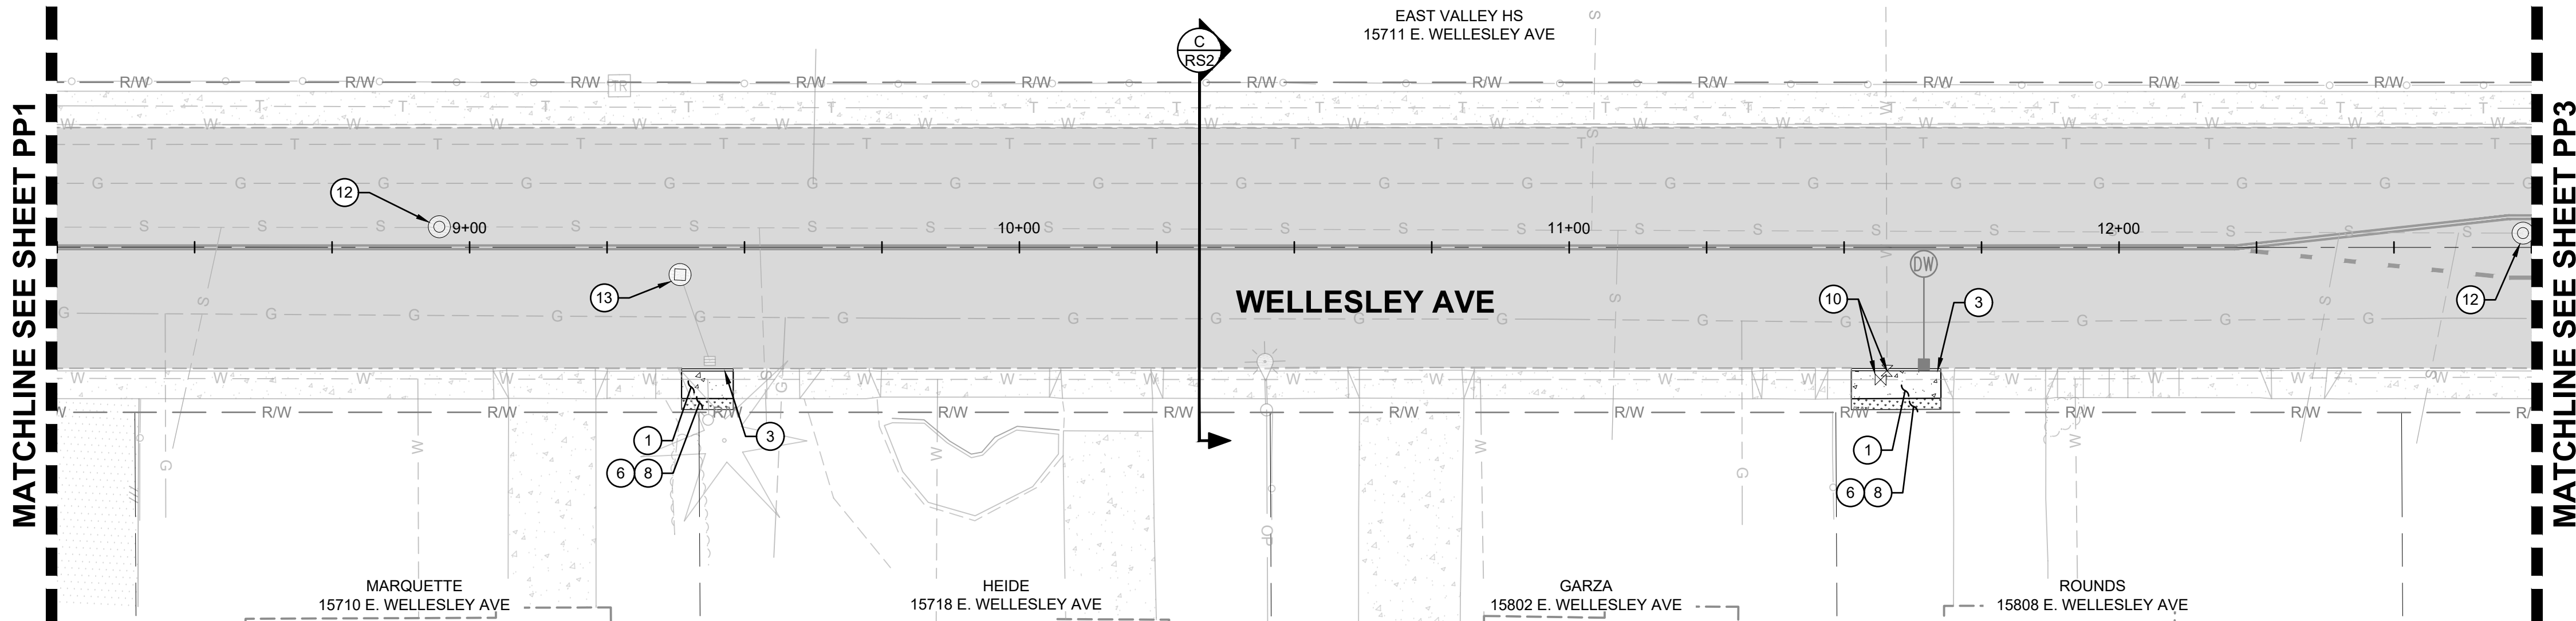 EAST VALLEY HS
15711 E. WELLESLEY AVE
C
RS2
R/W R/W R/W R/W R/W R/W R/W R/W R/W R/W R/W
TR
T T T T T T T T T T T T T T T T
W W W W W W W W W W W W W W W W W W
T T T T T T T T T T T T T T T T T
G G G G G G G G G G G G G G G G G G
12
S S S S S S S S S S S S S S S S
9+00
10+00
11+00
12+00
MATCHLINE SEE SHEET PP1
MATCHLINE SEE SHEET PP3
DW
13
WELLESLEY AVE
10
3
12
G G G G G G G G G G G G G G G
W W W W W W W W W W W W
R/W R/W R/W R/W R/W R/W R/W R/W R/W
1
3
6 8
1
6 8
OP
MARQUETTE
15710 E. WELLESLEY AVE
HEIDE
15718 E. WELLESLEY AVE
GARZA
15802 E. WELLESLEY AVE
ROUNDS
15808 E. WELLESLEY AVE